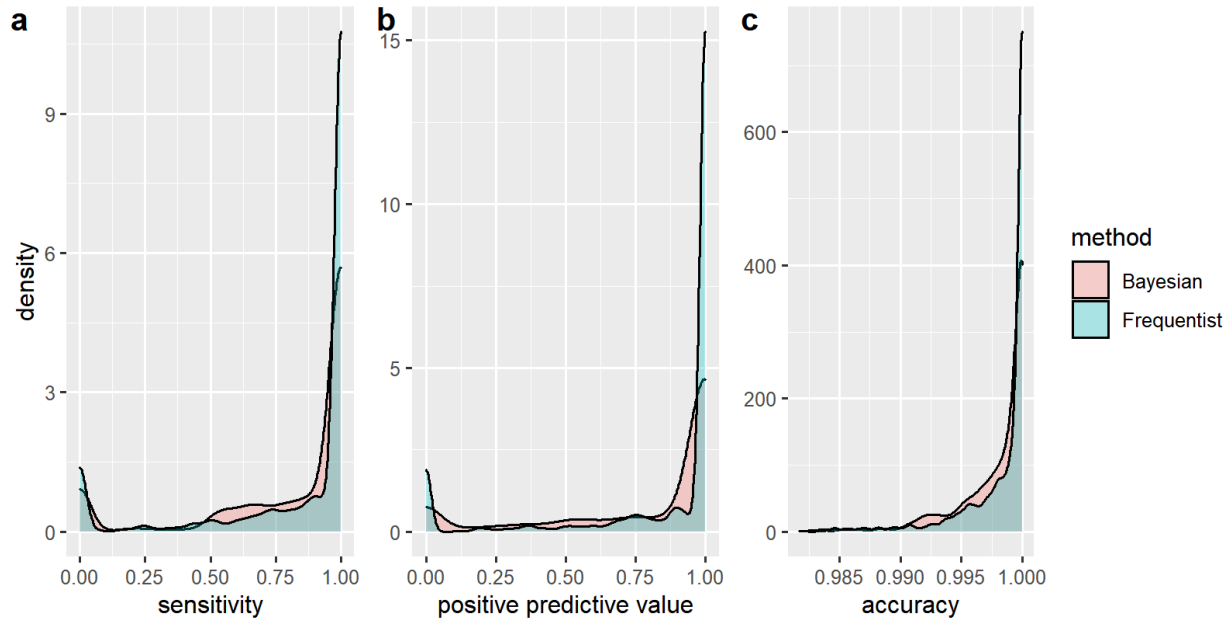 a
density
9
6
3
0
0.00 0.25 0.50 0.75 1.00
sensitivity
b
15
10
5
0
0.00 0.25 0.50 0.75 1.00
positive predictive value
c
600
400
200
0
0.985 0.990 0.995 1.000
accuracy
method
Bayesian
Frequentist